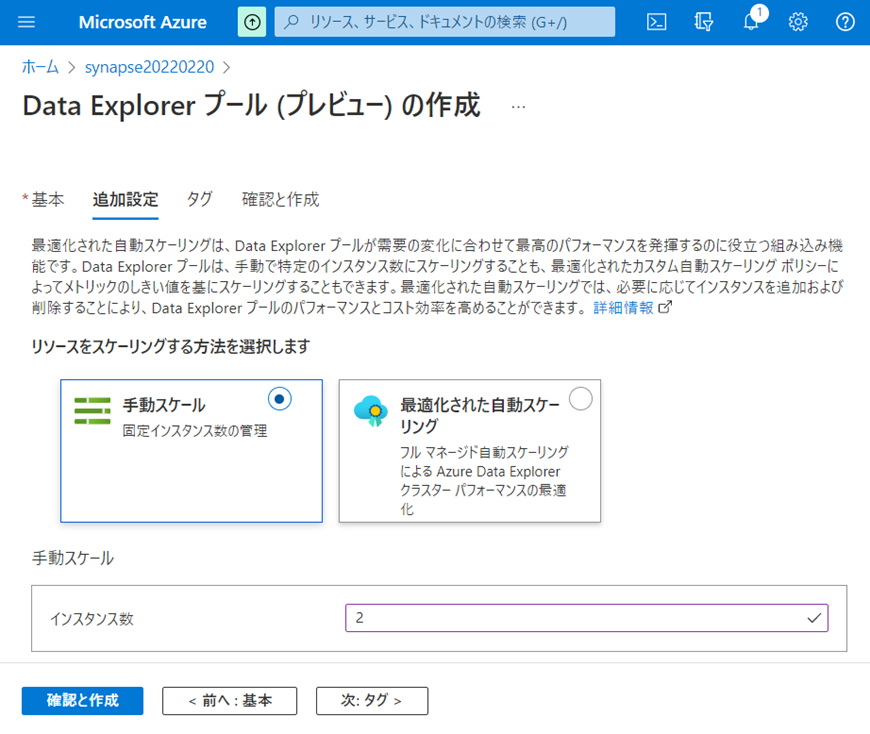 Microsoft Azure
リソース、サービス、ドキュメントの検索 (G+/)
1
ホーム > synapse20220220 >
Data Explorer プール (プレビュー) の作成 ...
* 基本 追加設定 タグ 確認と作成
最適化された自動スケーリングは、Data Explorer プールが需要の変化に合わせて最高のパフォーマンスを発揮するのに役立つ組み込み機
能です。Data Explorer プールは、手動で特定のインスタンス数にスケーリングすることも、最適化されたカスタム自動スケーリング ポリシーに
よってメトリックのしきい値を基にスケーリングすることもできます。最適化された自動スケーリングでは、必要に応じてインスタンスを追加および
削除することにより、Data Explorer プールのパフォーマンスとコスト効率を高めることができます。 詳細情報
リソースをスケーリングする方法を選択します
手動スケール
固定インスタンス数の管理
最適化された自動スケー
リング
フル マネージド自動スケーリング
による Azure Data Explorer
クラスター パフォーマンスの最適
化
手動スケール
インスタンス数 2
確認と作成 < 前へ : 基本 次: タグ >